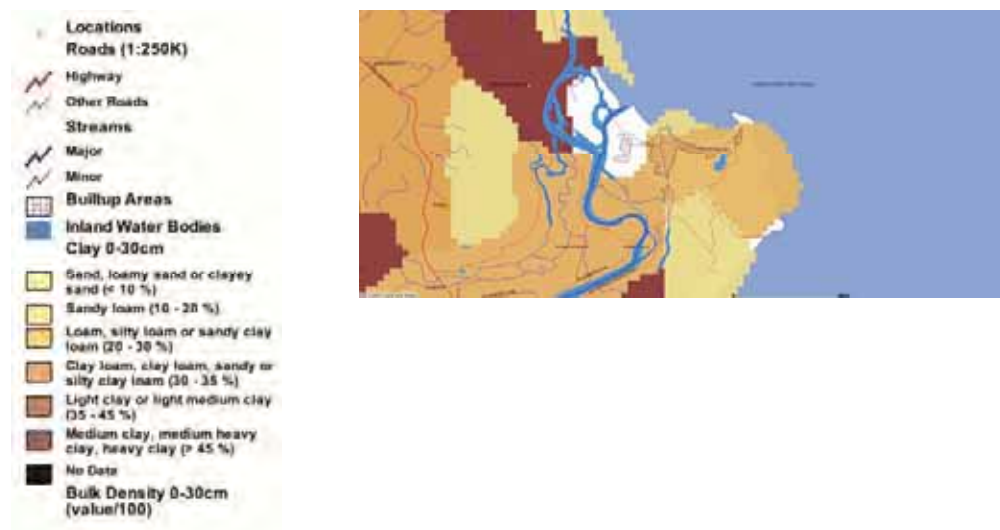 Locations
Roads (1:250K)
Highway
Other Roads
Streams
Major
Minor
Builtup Areas
Inland Water Bodies
Clay 0-30cm
Sand, loamy sand or clayey
sand (< 10 %)
Sandy loam (10 - 20 %)
Loam, silty loam or sandy clay
loam (20 - 30 %)
Clay loam, clay loam, sandy or
silty clay loam (30 - 35 %)
Light clay or light medium clay
(35 - 45 %)
Medium clay, medium heavy
clay, heavy clay (> 45 %)
No Data
Bulk Density 0-30cm
(value/100)